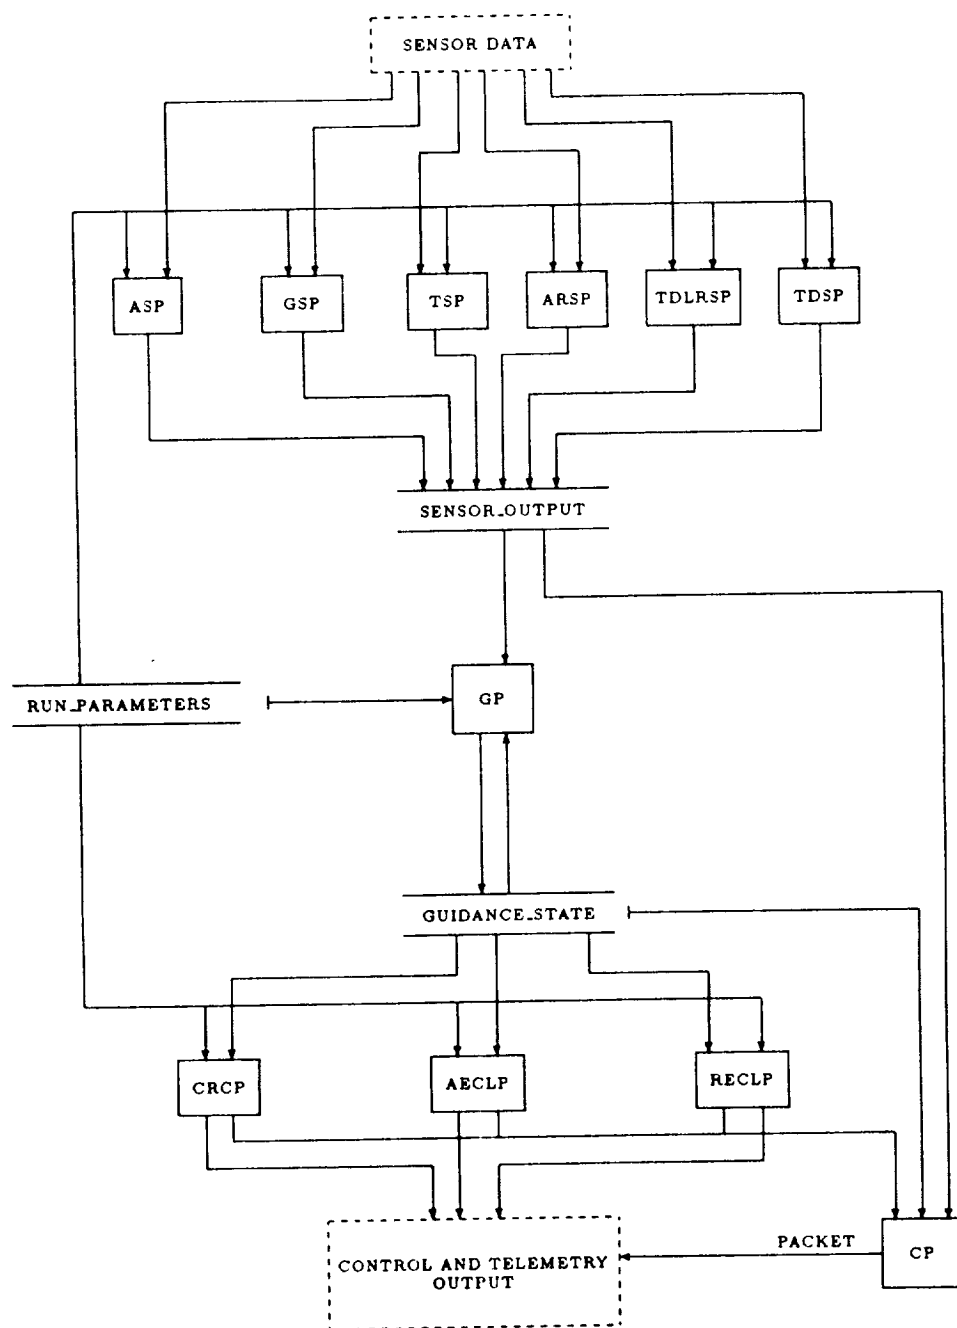 SENSOR DATA
ASP
GSP
TSP
ARSP
TDLRSP
TDSP
SENSOR_OUTPUT
RUN_PARAMETERS
GP
GUIDANCE_STATE
CRCP
AECLP
RECLP
CONTROL AND TELEMETRY
OUTPUT
PACKET
CP